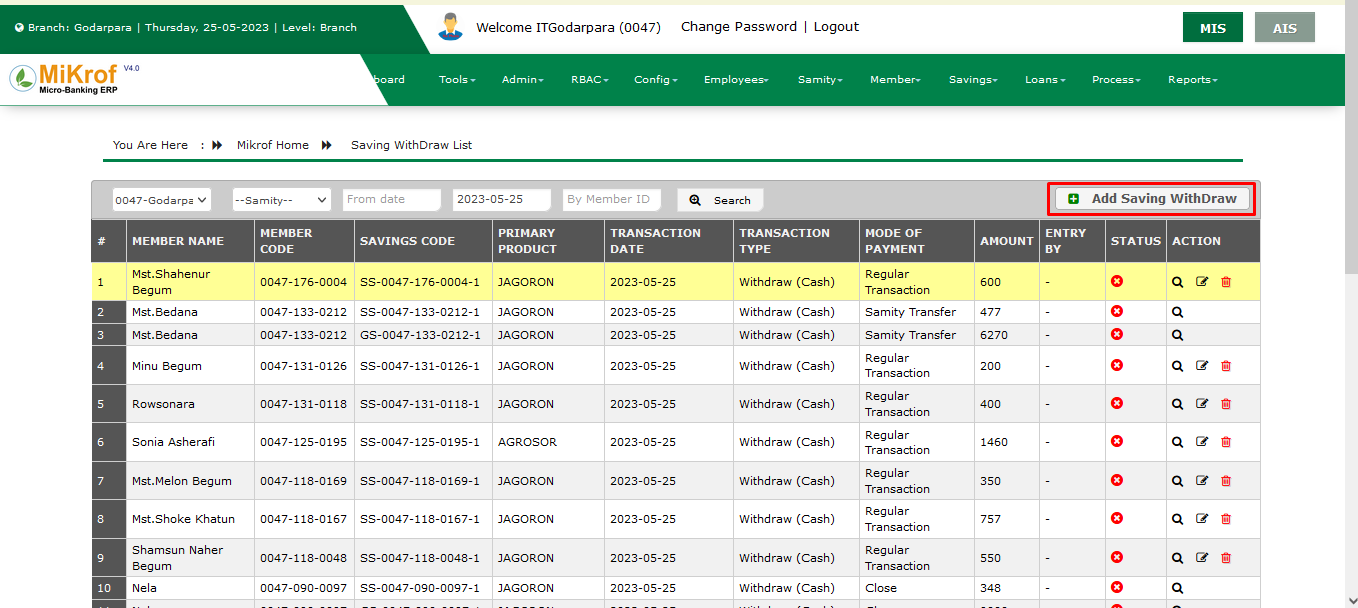 Branch: Godarpara | Thursday, 25-05-2023 | Level: Branch
Welcome ITGodarpara (0047) Change Password | Logout
MIS AIS
MiKrof V4.0
Micro-Banking ERP
board Tools Admin RBAC Config Employees Samity Member Savings Loans Process Reports
You Are Here : Mikrof Home Saving WithDraw List
0047-Godarpa --Samity-- From date 2023-05-25 By Member ID Search Add Saving WithDraw
# MEMBER NAME MEMBER CODE SAVINGS CODE PRIMARY PRODUCT TRANSACTION DATE TRANSACTION TYPE MODE OF PAYMENT AMOUNT ENTRY BY STATUS ACTION
1 Mst.Shahenur Begum 0047-176-0004 SS-0047-176-0004-1 JAGORON 2023-05-25 Withdraw (Cash) Regular Transaction 600 -
2 Mst.Bedana 0047-133-0212 SS-0047-133-0212-1 JAGORON 2023-05-25 Withdraw (Cash) Samity Transfer 477 -
3 Mst.Bedana 0047-133-0212 GS-0047-133-0212-1 JAGORON 2023-05-25 Withdraw (Cash) Samity Transfer 6270 -
4 Minu Begum 0047-131-0126 SS-0047-131-0126-1 JAGORON 2023-05-25 Withdraw (Cash) Regular Transaction 200 -
5 Rowsonara 0047-131-0118 SS-0047-131-0118-1 JAGORON 2023-05-25 Withdraw (Cash) Regular Transaction 400 -
6 Sonia Asherafi 0047-125-0195 SS-0047-125-0195-1 AGROSOR 2023-05-25 Withdraw (Cash) Regular Transaction 1460 -
7 Mst.Melon Begum 0047-118-0169 SS-0047-118-0169-1 JAGORON 2023-05-25 Withdraw (Cash) Regular Transaction 350 -
8 Mst.Shoke Khatun 0047-118-0167 SS-0047-118-0167-1 JAGORON 2023-05-25 Withdraw (Cash) Regular Transaction 757 -
9 Shamsun Naher Begum 0047-118-0048 SS-0047-118-0048-1 JAGORON 2023-05-25 Withdraw (Cash) Regular Transaction 550 -
10 Nela 0047-090-0097 SS-0047-090-0097-1 JAGORON 2023-05-25 Withdraw (Cash) Close 348 -